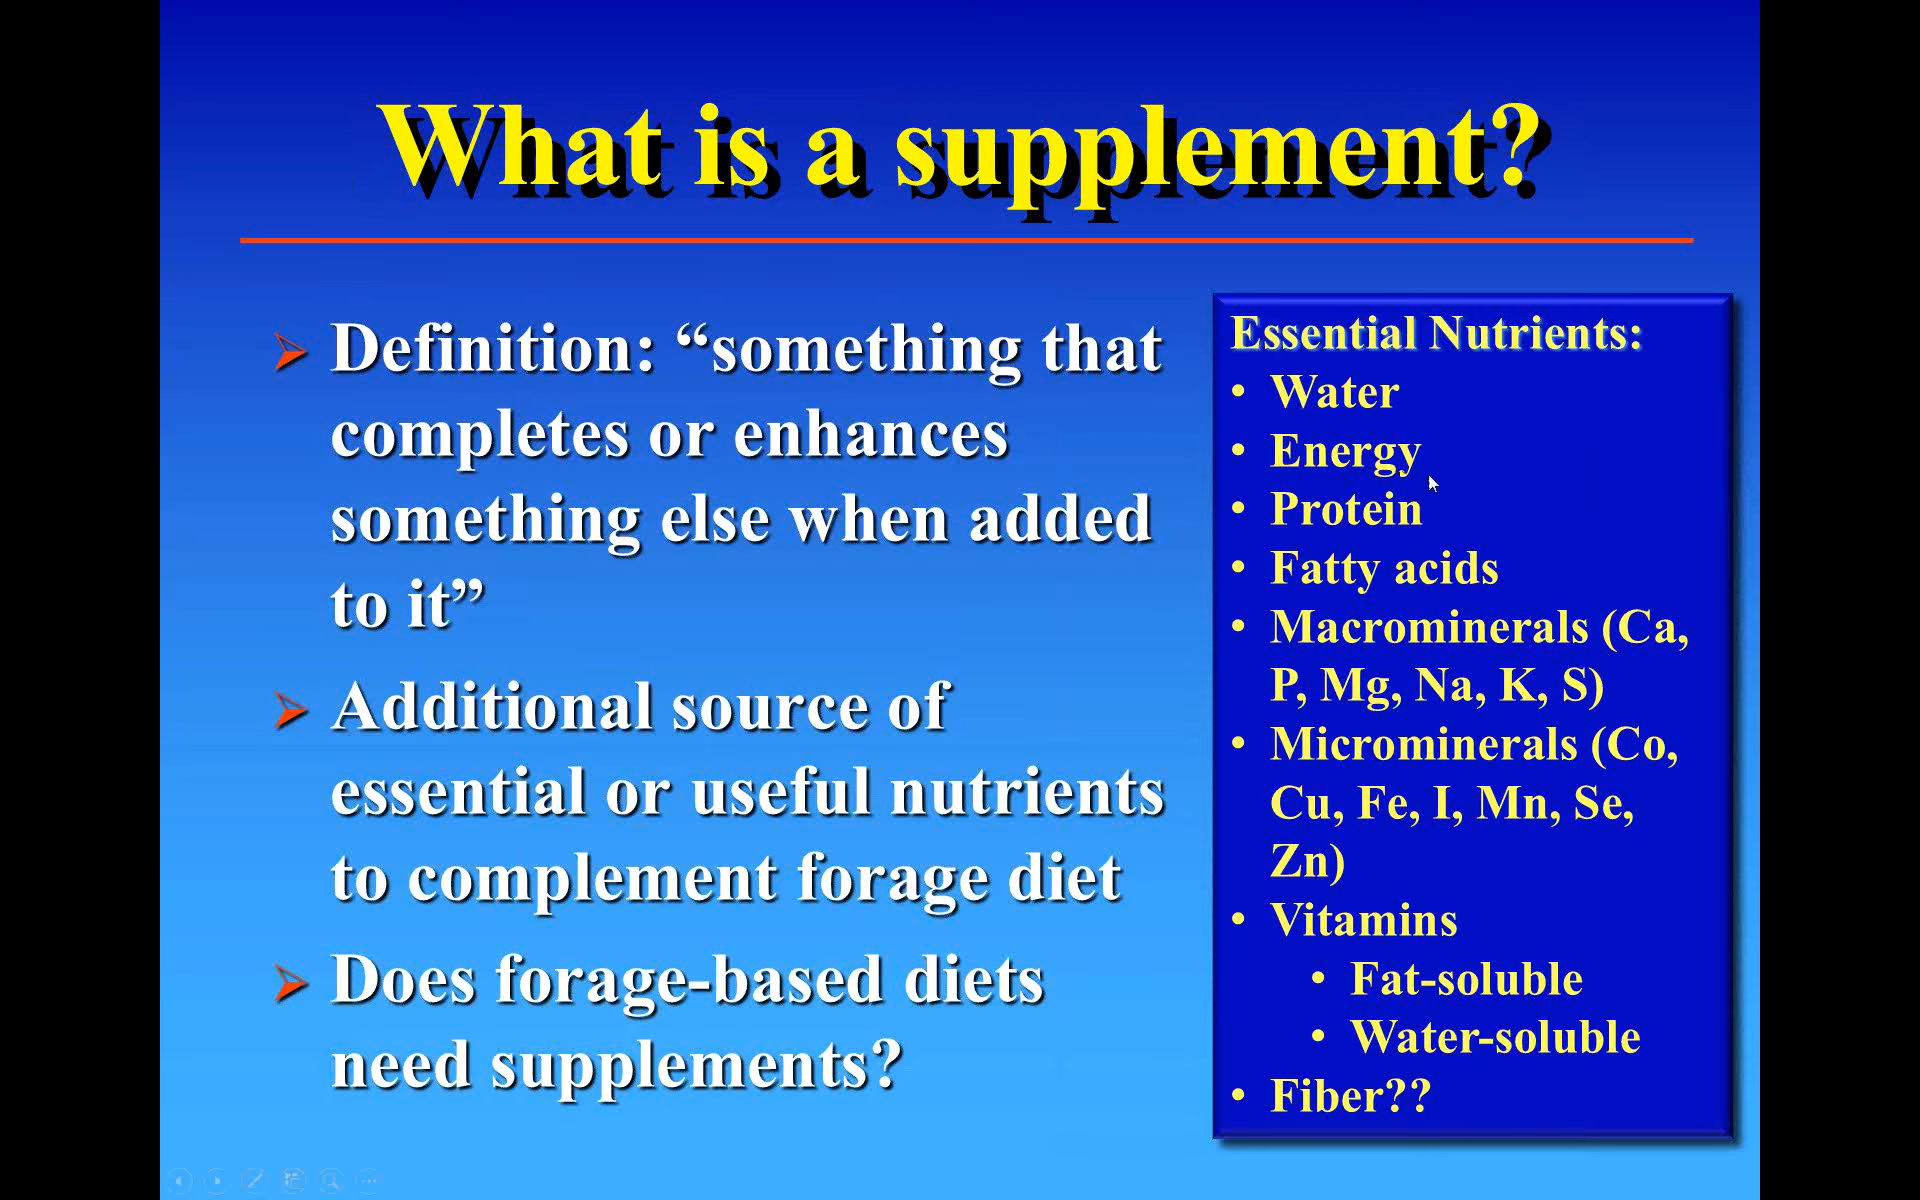 What is a supplement?
Definition: “something that
completes or enhances
something else when added
to it”
Additional source of
essential or useful nutrients
to complement forage diet
Does forage-based diets
need supplements?
Essential Nutrients:
• Water
• Energy
• Protein
• Fatty acids
• Macrominerals (Ca,
P, Mg, Na, K, S)
• Microminerals (Co,
Cu, Fe, I, Mn, Se,
Zn)
• Vitamins
• Fat-soluble
• Water-soluble
• Fiber??